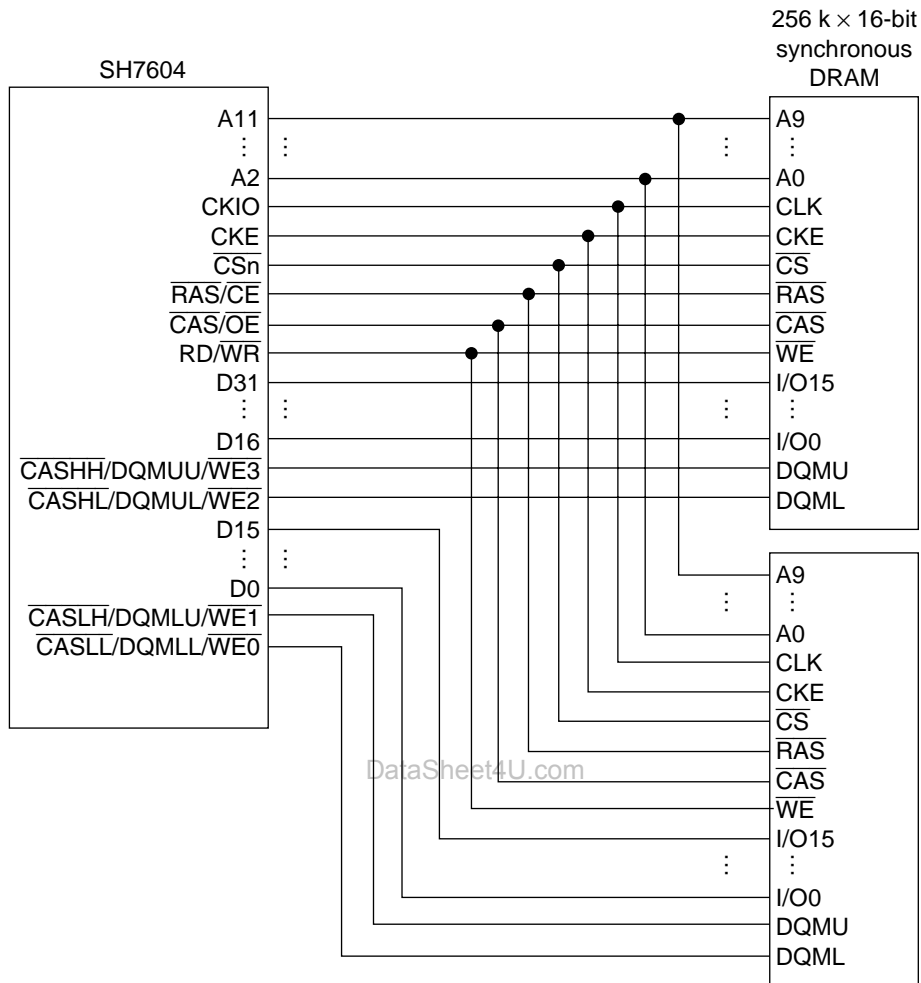 256 k × 16-bit
synchronous
DRAM
SH7604
A11
A2
CKIO
CKE
CSn
RAS/CE
CAS/OE
RD/WR
D31
D16
CASHH/DQMUU/WE3
CASHL/DQMUL/WE2
D15
D0
CASLH/DQMLU/WE1
CASLL/DQMLL/WE0
A9
A0
CLK
CKE
CS
RAS
CAS
WE
I/O15
I/O0
DQMU
DQML
A9
A0
CLK
CKE
CS
RAS
CAS
WE
I/O15
I/O0
DQMU
DQML
DataSheet4U.com